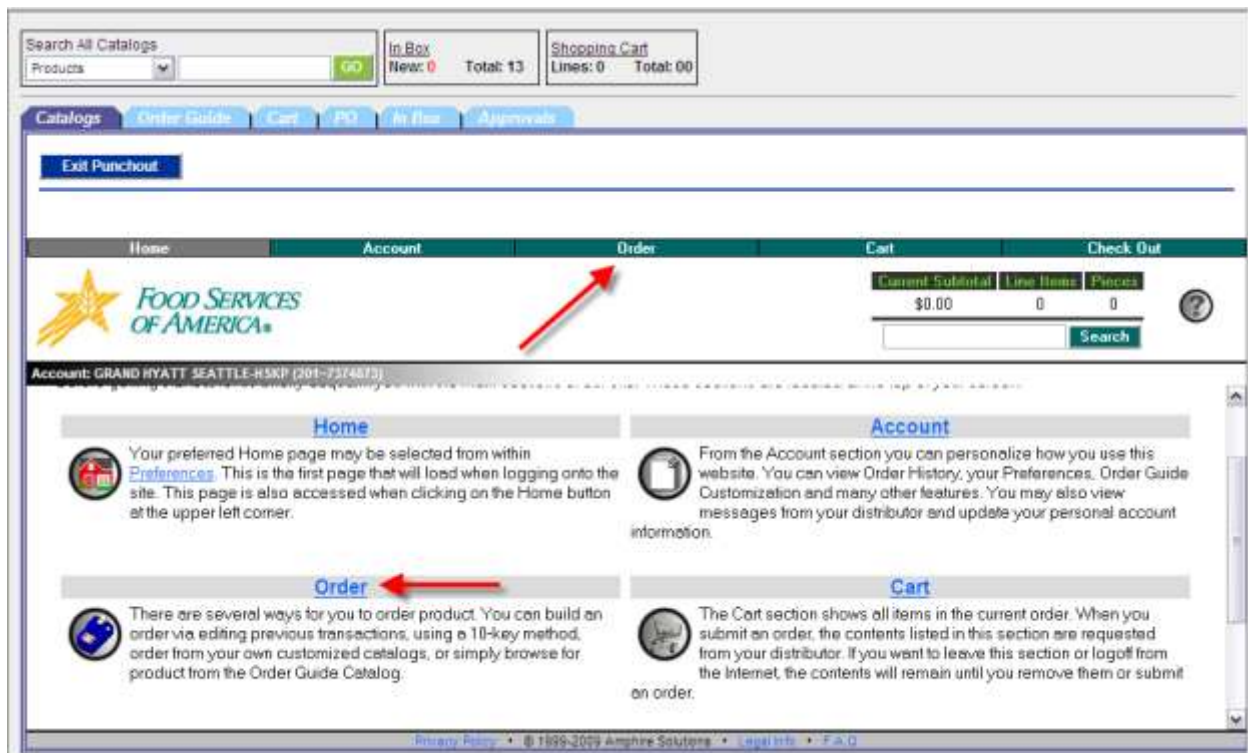 Search All Catalogs
Products
GO
In Box
New: 0 Total: 13
Shopping Cart
Lines: 0 Total: 00
Catalogs Order Guide Cart PO In Box Approvals
Exit Punchout
Home Account Order Cart Check Out
FOOD SERVICES
OF AMERICA
Current Subtotal Line Items Pieces
$0.00 0 0
Search
Account: GRAND HYATT SEATTLE-HSKP
Home
Your preferred Home page may be selected from within
Preferences. This is the first page that will load when logging onto the
site. This page is also accessed when clicking on the Home button
at the upper left corner.
Account
From the Account section you can personalize how you use this
website. You can view Order History, your Preferences, Order Guide
Customization and many other features. You may also view
messages from your distributor and update your personal account
information.
Order
There are several ways for you to order product. You can build an
order via editing previous transactions, using a 10-key method,
order from your own customized catalogs, or simply browse for
product from the Order Guide Catalog.
Cart
The Cart section shows all items in the current order. When you
submit an order, the contents listed in this section are requested
from your distributor. If you want to leave this section or logoff from
the Internet, the contents will remain until you remove them or submit
an order.
Privacy Policy • © 1999-2009 Amphire Solutions • Legal Info • F.A.Q